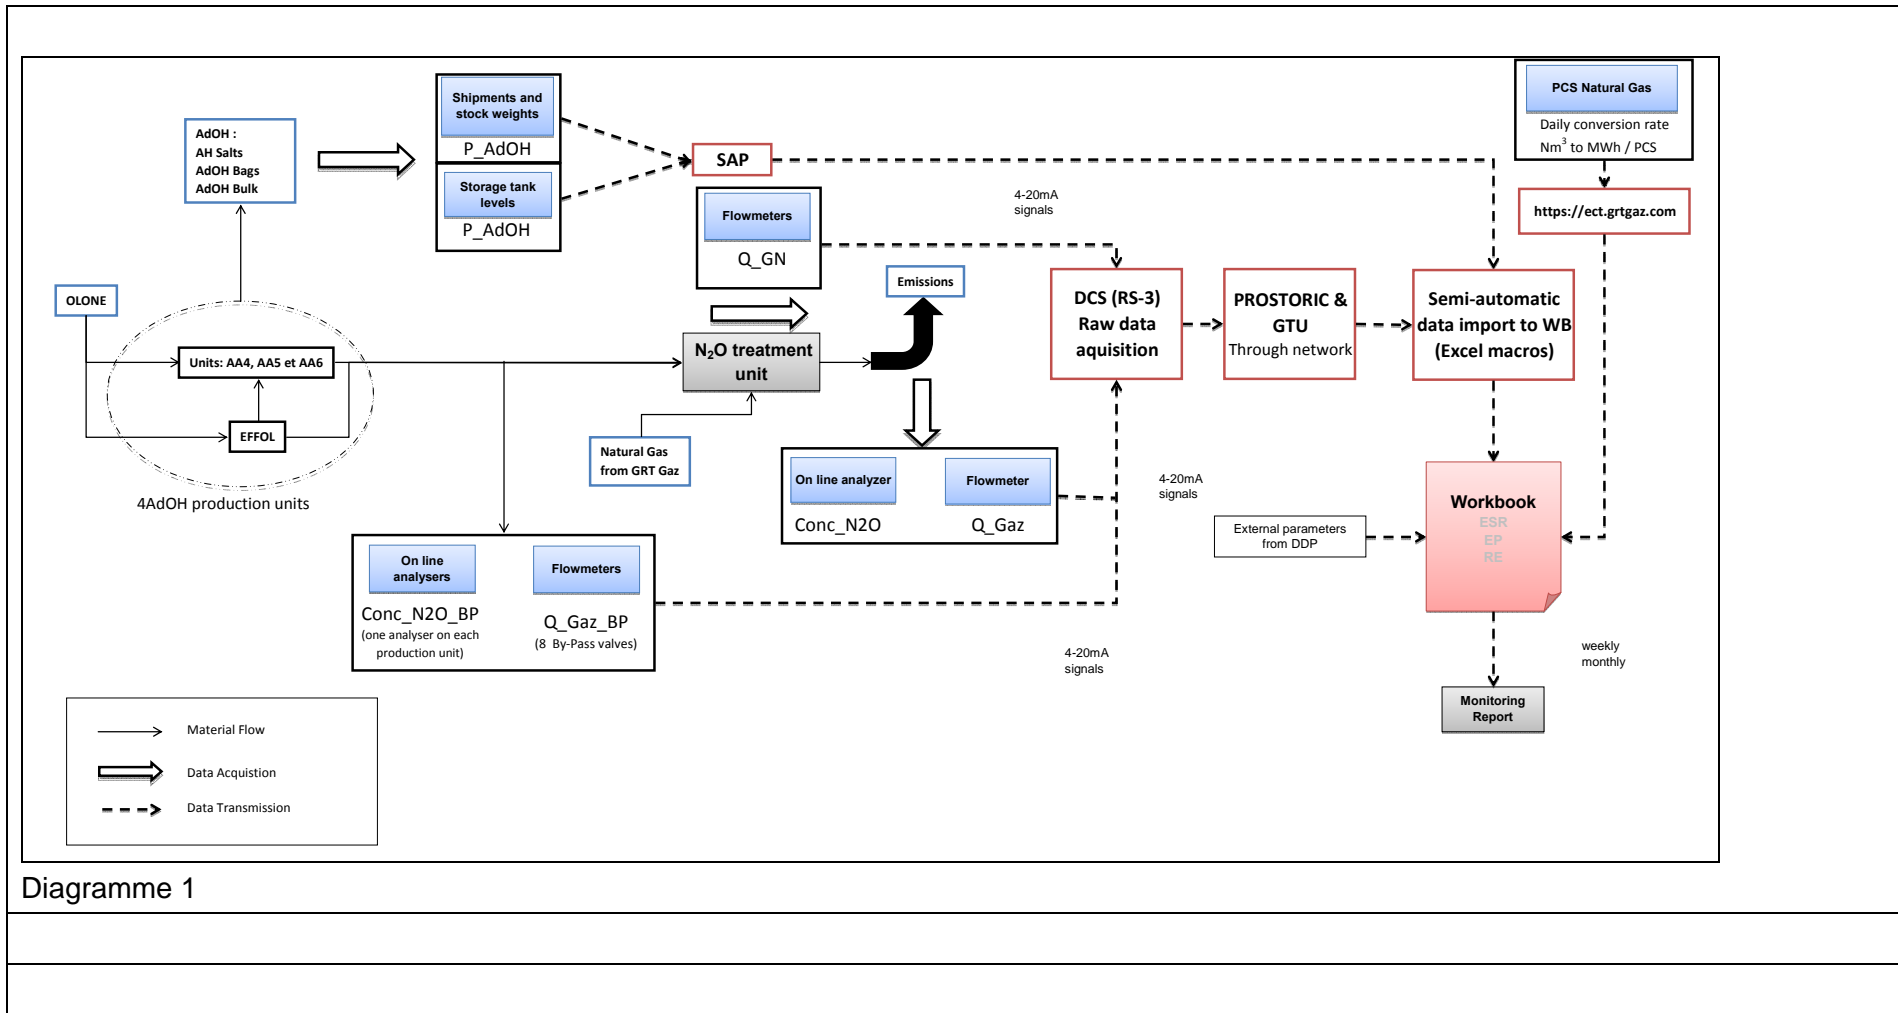 AdOH :
AH Salts
AdOH Bags
AdOH Bulk
Shipments and
stock weights
P_AdOH
Storage tank
levels
P_AdOH
SAP
PCS Natural Gas
Daily conversion rate
Nm³ to MWh / PCS
https://ect.grtgaz.com
4-20mA
signals
Flowmeters
Q_GN
OLONE
Units: AA4, AA5 et AA6
EFFOL
4AdOH production units
N₂O treatment
unit
Emissions
Natural Gas
from GRT Gaz
DCS (RS-3)
Raw data
aquisition
PROSTORIC &
GTU
Through network
Semi-automatic
data import to WB
(Excel macros)
On line analyzer
Conc_N2O
Flowmeter
Q_Gaz
4-20mA
signals
External parameters
from DDP
Workbook
ESR
EP
RE
On line
analysers
Conc_N2O_BP
(one analyser on each
production unit)
Flowmeters
Q_Gaz_BP
(8 By-Pass valves)
4-20mA
signals
weekly
monthly
Monitoring
Report
Material Flow
Data Acquistion
Data Transmission
Diagramme 1